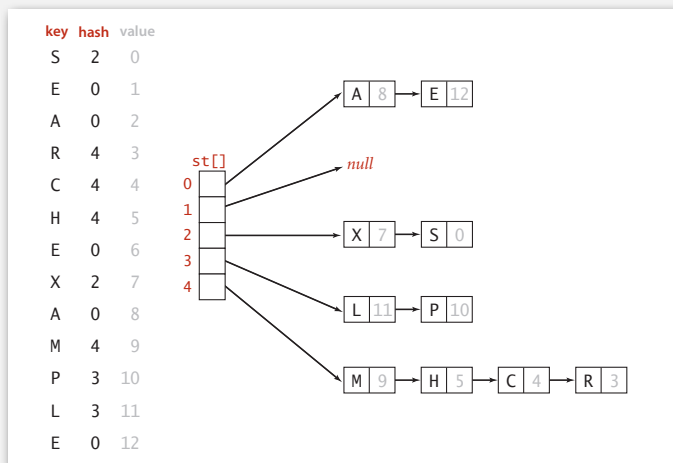 key hash value
S 2 0
E 0 1
A 0 2
R 4 3
C 4 4
H 4 5
E 0 6
X 2 7
A 0 8
M 4 9
P 3 10
L 3 11
E 0 12
st[]
0
1
2
3
4
A 8 E 12
null
X 7 S 0
L 11 P 10
M 9 H 5 C 4 R 3